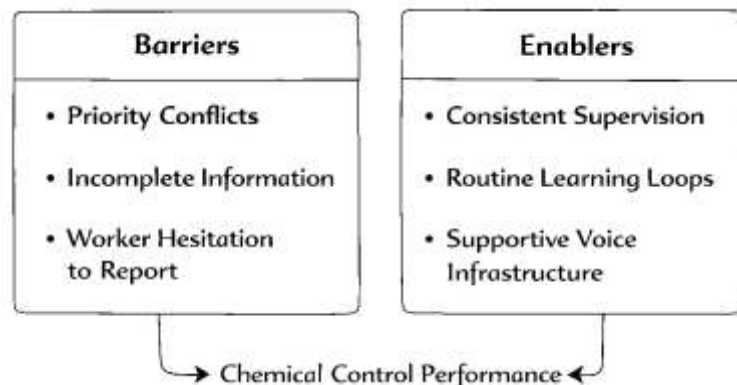 Barriers
• Priority Conflicts
• Incomplete Information
• Worker Hesitation
to Report
Enablers
• Consistent Supervision
• Routine Learning Loops
• Supportive Voice
Infrastructure
Chemical Control Performance